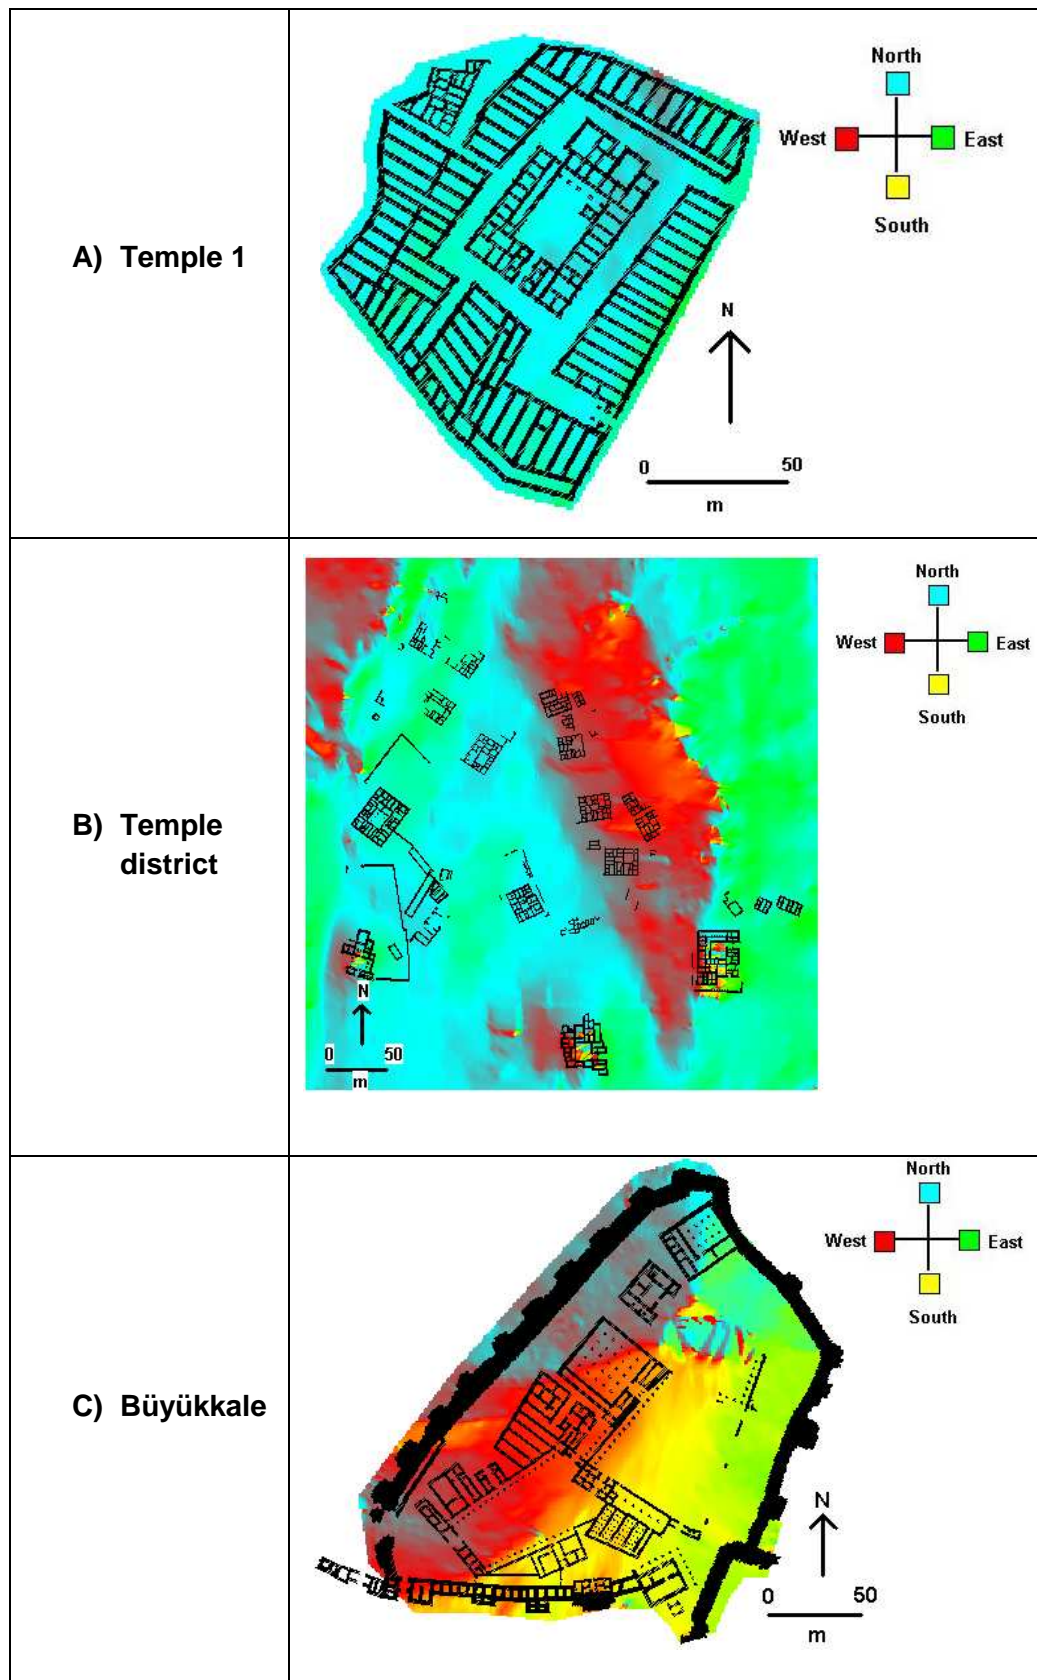 A) Temple 1
North
West
East
South
N
0
50
m
B) Temple
district
North
West
East
South
N
0
50
m
C) Büyükkale
North
West
East
South
N
0
50
m